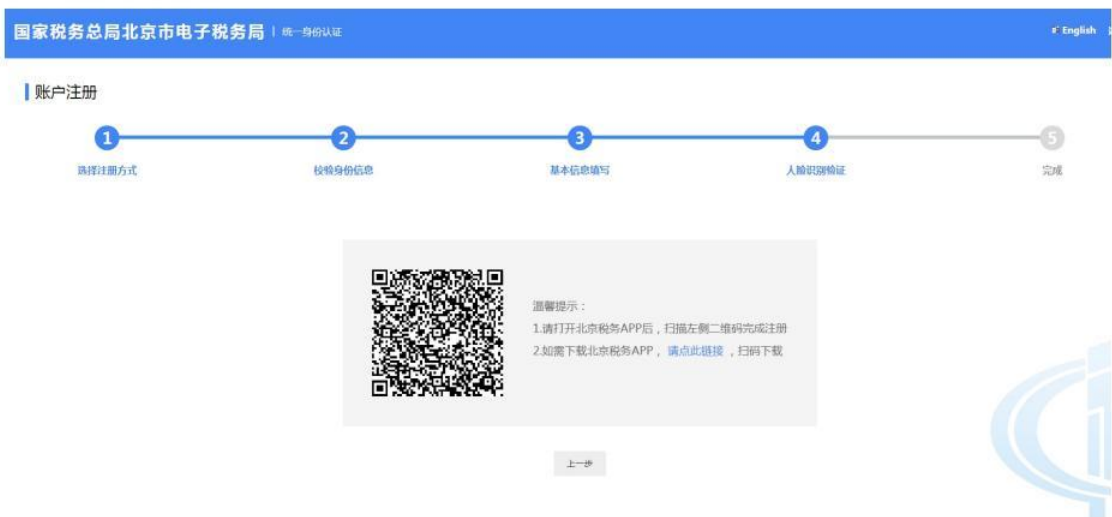 国家税务总局北京市电子税务局 | 统一身份认证
English
账户注册
1 2 3 4 5
选择注册方式 校验身份信息 基本信息填写 人脸识别验证 完成
温馨提示：
1.请打开北京税务APP后，扫描左侧二维码完成注册
2.如需下载北京税务APP，请点此链接，扫码下载
上一步